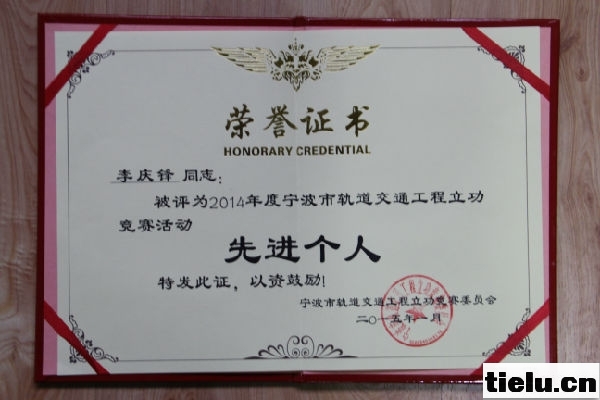 荣誉证书
HONORARY CREDENTIAL
李庆锋 同志:
被评为2014年度宁波市轨道交通工程立功
竞赛活动
先进个人
特发此证,以资鼓励!
宁波市轨道交通工程立功竞赛委员会
二〇一五年一月
tielu.cn